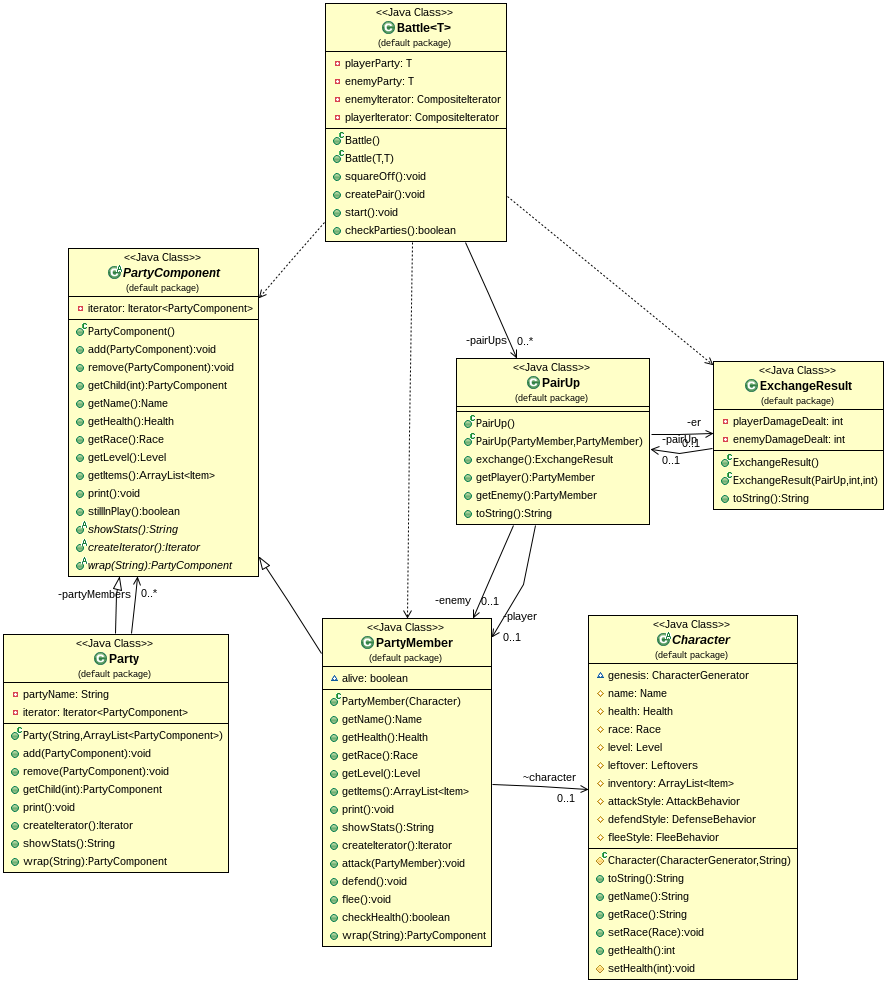 <<Java Class>>
Battle<T>
(default package)
playerParty: T
enemyParty: T
enemyIterator: CompositeIterator
playerIterator: CompositeIterator
Battle()
Battle(T,T)
squareOff():void
createPair():void
start():void
checkParties():boolean
<<Java Class>>
PartyComponent
(default package)
iterator: Iterator<PartyComponent>
PartyComponent()
add(PartyComponent):void
remove(PartyComponent):void
getChild(int):PartyComponent
getName():Name
getHealth():Health
getRace():Race
getLevel():Level
getItems():ArrayList<Item>
print():void
stillInPlay():boolean
showStats():String
createIterator():Iterator
wrap(String):PartyComponent
-pairUps 0..*
<<Java Class>>
PairUp
(default package)
PairUp()
PairUp(PartyMember,PartyMember)
exchange():ExchangeResult
getPlayer():PartyMember
getEnemy():PartyMember
toString():String
-er
0..1
-pairUp
0..1
<<Java Class>>
ExchangeResult
(default package)
playerDamageDealt: int
enemyDamageDealt: int
ExchangeResult()
ExchangeResult(PairUp,int,int)
toString():String
-partyMembers 0..*
-enemy 0..1
-player
0..1
<<Java Class>>
Party
(default package)
partyName: String
iterator: Iterator<PartyComponent>
Party(String,ArrayList<PartyComponent>)
add(PartyComponent):void
remove(PartyComponent):void
getChild(int):PartyComponent
print():void
createIterator():Iterator
showStats():String
wrap(String):PartyComponent
<<Java Class>>
PartyMember
(default package)
alive: boolean
PartyMember(Character)
getName():Name
getHealth():Health
getRace():Race
getLevel():Level
getItems():ArrayList<Item>
print():void
showStats():String
createIterator():Iterator
attack(PartyMember):void
defend():void
flee():void
checkHealth():boolean
wrap(String):PartyComponent
~character
0..1
<<Java Class>>
Character
(default package)
genesis: CharacterGenerator
name: Name
health: Health
race: Race
level: Level
leftover: Leftovers
inventory: ArrayList<Item>
attackStyle: AttackBehavior
defendStyle: DefenseBehavior
fleeStyle: FleeBehavior
Character(CharacterGenerator,String)
toString():String
getName():String
getRace():String
setRace(Race):void
getHealth():int
setHealth(int):void